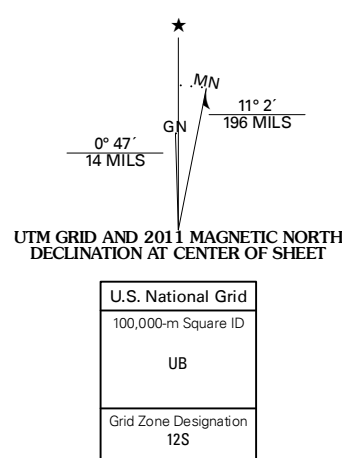 MN
GN
11° 2´
196 MILS
0° 47´
14 MILS
UTM GRID AND 2011 MAGNETIC NORTH
DECLINATION AT CENTER OF SHEET
U.S. National Grid
100,000-m Square ID
UB
Grid Zone Designation
12S